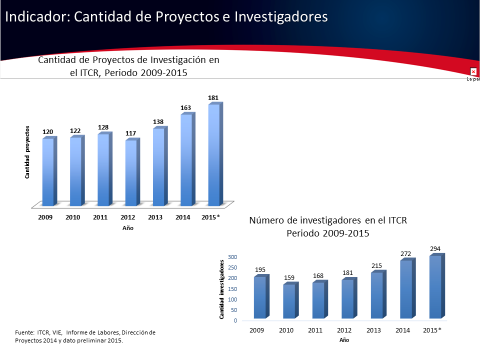 Indicador: Cantidad de Proyectos e Investigadores
Cantidad de Proyectos de Investigación en
el ITCR, Periodo 2009-2015
Cantidad proyectos
120 122 128 117 138 163 181
2009 2010 2011 2012 2013 2014 2015*
Año
Número de investigadores en el ITCR
Periodo 2009-2015
Cantidad investigadores
300
250
200
150
100
50
0
195 159 168 181 215 272 294
2009 2010 2011 2012 2013 2014 2015*
Año
Fuente: ITCR, VIE, Informe de Labores, Dirección de
Proyectos 2014 y dato preliminar 2015.